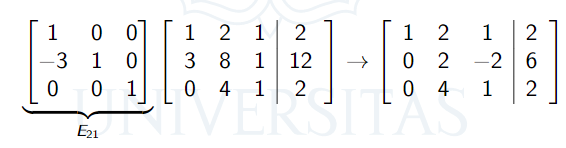 1 0 0 1 2 1 2 1 2 1 2
−3 1 0 3 8 1 12 → 0 2 −2 6
0 0 1 0 4 1 2 0 4 1 2
E21
UNIVERSITAS